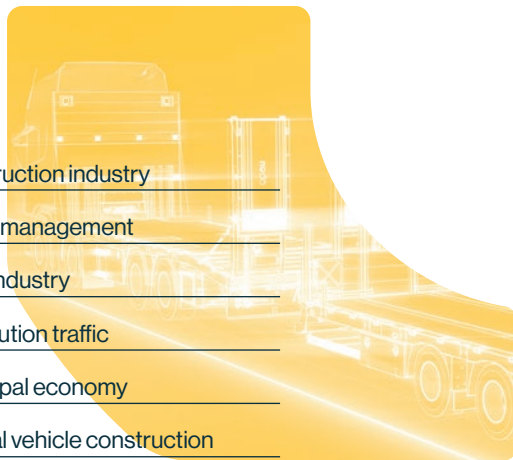 ruction industry
management
ndustry
ution traffic
pal economy
l vehicle construction